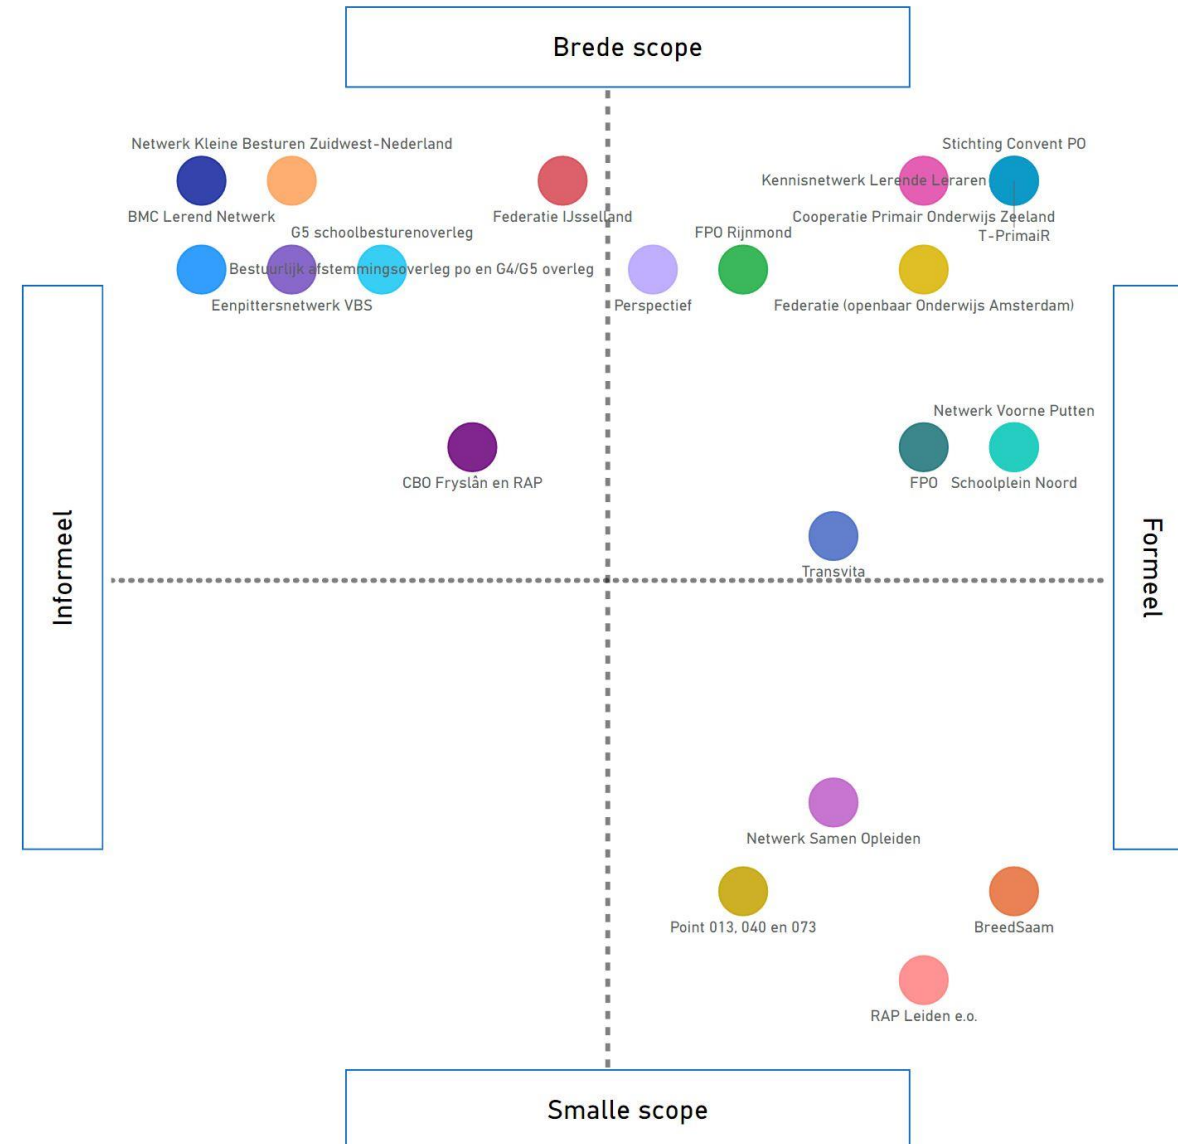 Brede scope
Netwerk Kleine Besturen Zuidwest-Nederland
Stichting Convent PO
Kennisnetwerk Lerende Leraren
BMC Lerend Netwerk
Federatie IJsselland
Cooperatie Primair Onderwijs Zeeland
G5 schoolbesturenoverleg
FPO Rijnmond
T-PrimaiR
Bestuurlijk afstemmingsoverleg po en G4/G5 overleg
Eenpittersnetwerk VBS
Perspectief
Federatie (openbaar Onderwijs Amsterdam)
Netwerk Voorne Putten
CBO Fryslân en RAP
FPO
Schoolplein Noord
Informeel
Formeel
Transvita
Netwerk Samen Opleiden
Point 013, 040 en 073
BreedSaam
RAP Leiden e.o.
Smalle scope